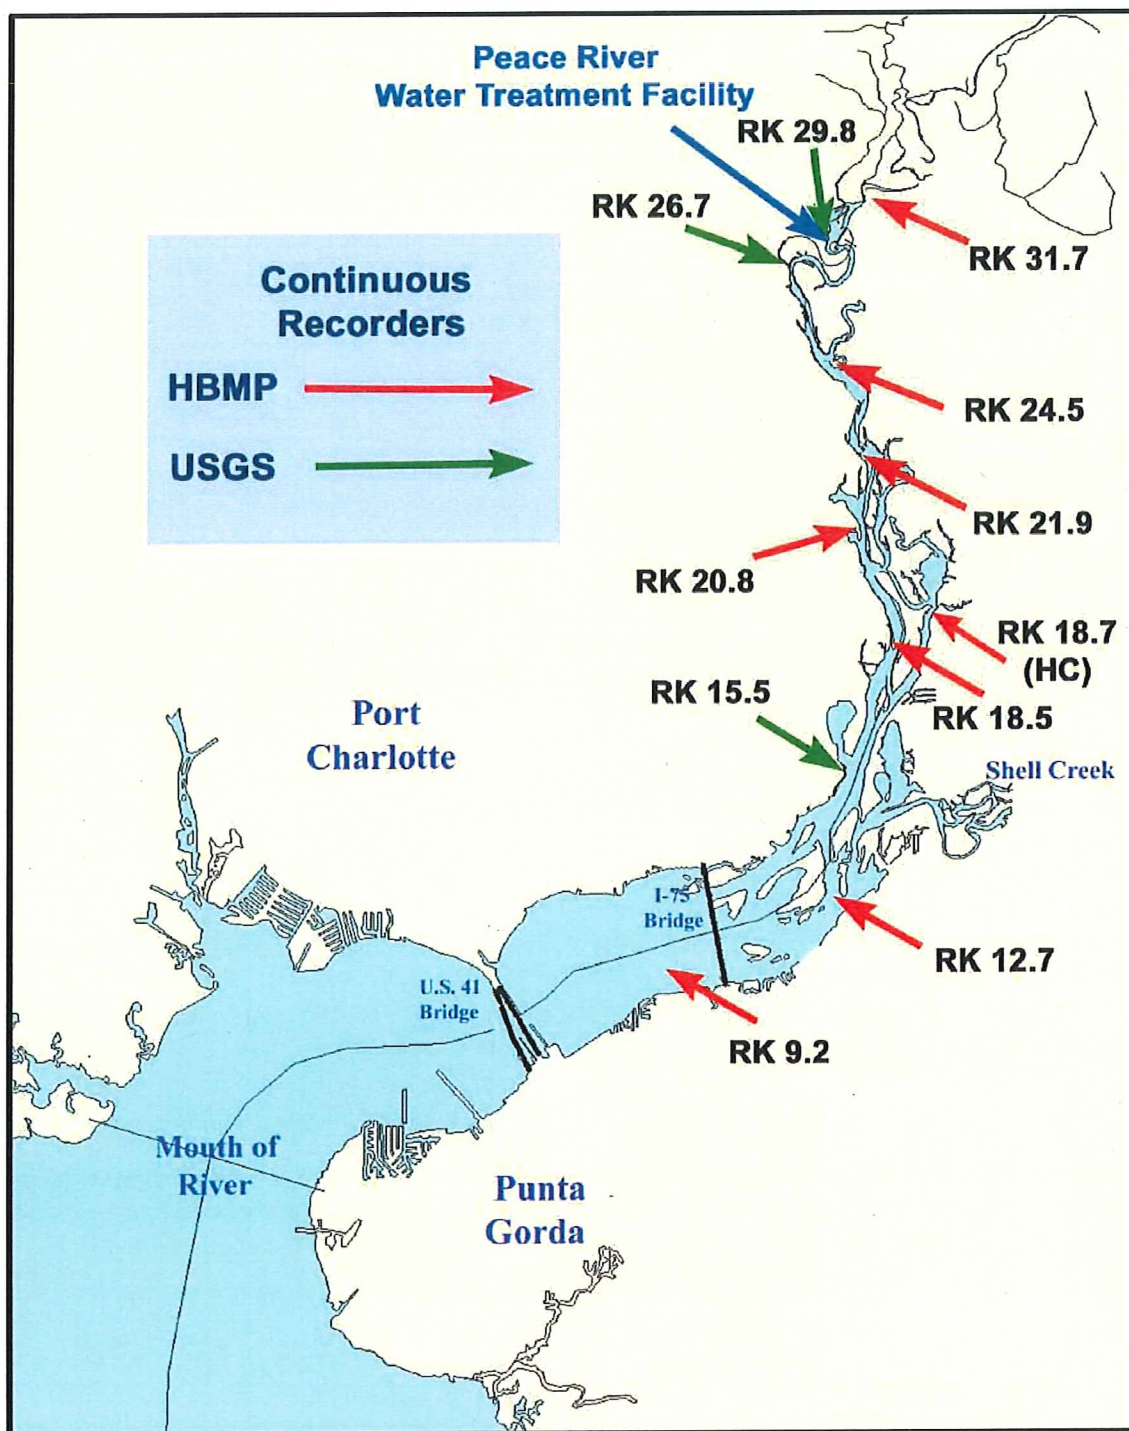 Peace River
Water Treatment Facility
RK 29.8
RK 26.7
RK 31.7
Continuous
Recorders
HBMP
USGS
RK 24.5
RK 21.9
RK 20.8
RK 18.7
(HC)
RK 15.5
RK 18.5
Port
Charlotte
Shell Creek
I-75
Bridge
RK 12.7
U.S. 41
Bridge
RK 9.2
Mouth of
River
Punta
Gorda